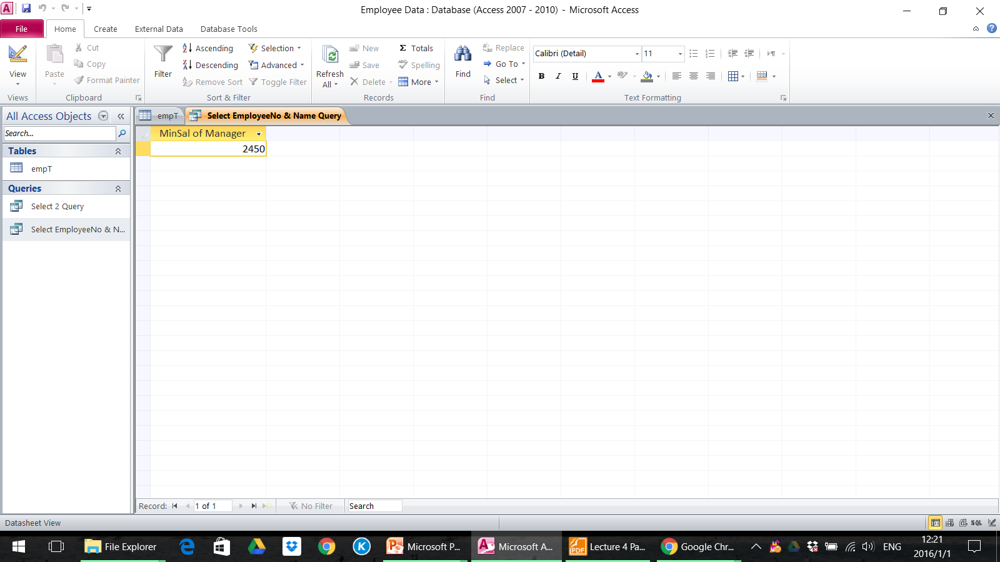 Employee Data : Database (Access 2007 - 2010) - Microsoft Access
File Home Create External Data Database Tools
View
Views
Paste
Cut
Copy
Format Painter
Clipboard
Filter
Ascending
Descending
Remove Sort
Selection
Advanced
Toggle Filter
Sort & Filter
Refresh
All
New
Save
Delete
Totals
Spelling
More
Records
Find
Replace
Go To
Select
Find
Calibri (Detail) 11
B I U A
Text Formatting
All Access Objects
Search...
Tables
empT
Queries
Select 2 Query
Select EmployeeNo & N...
empT Select EmployeeNo & Name Query
MinSal of Manager
2450
Record: 1 of 1 No Filter Search
Datasheet View SQL
File Explorer Microsoft P... Microsoft A... Lecture 4 Pa... Google Chr... ENG 12:21
2016/1/1